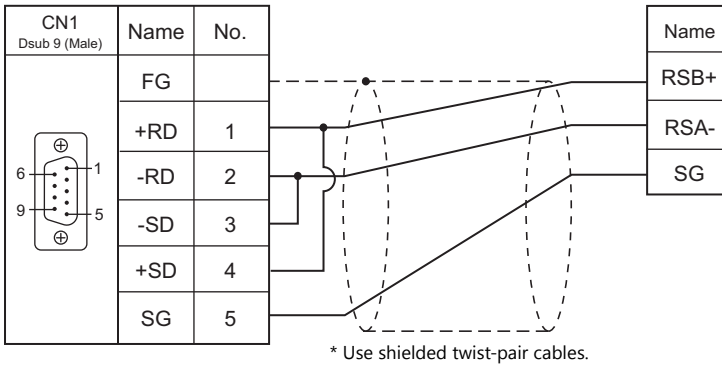 CN1
Dsub 9 (Male)
Name No.
FG
+RD 1
-RD 2
-SD 3
+SD 4
SG 5
6 1
9 5
Name
RSB+
RSA-
SG
* Use shielded twist-pair cables.